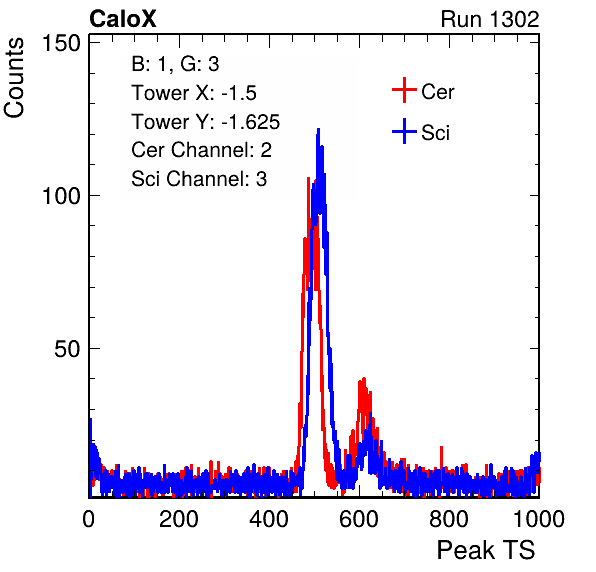 CaloX Run 1302
Counts
150
100
50
B: 1, G: 3
Tower X: -1.5
Tower Y: -1.625
Cer Channel: 2
Sci Channel: 3
Cer
Sci
0 200 400 600 800 1000
Peak TS